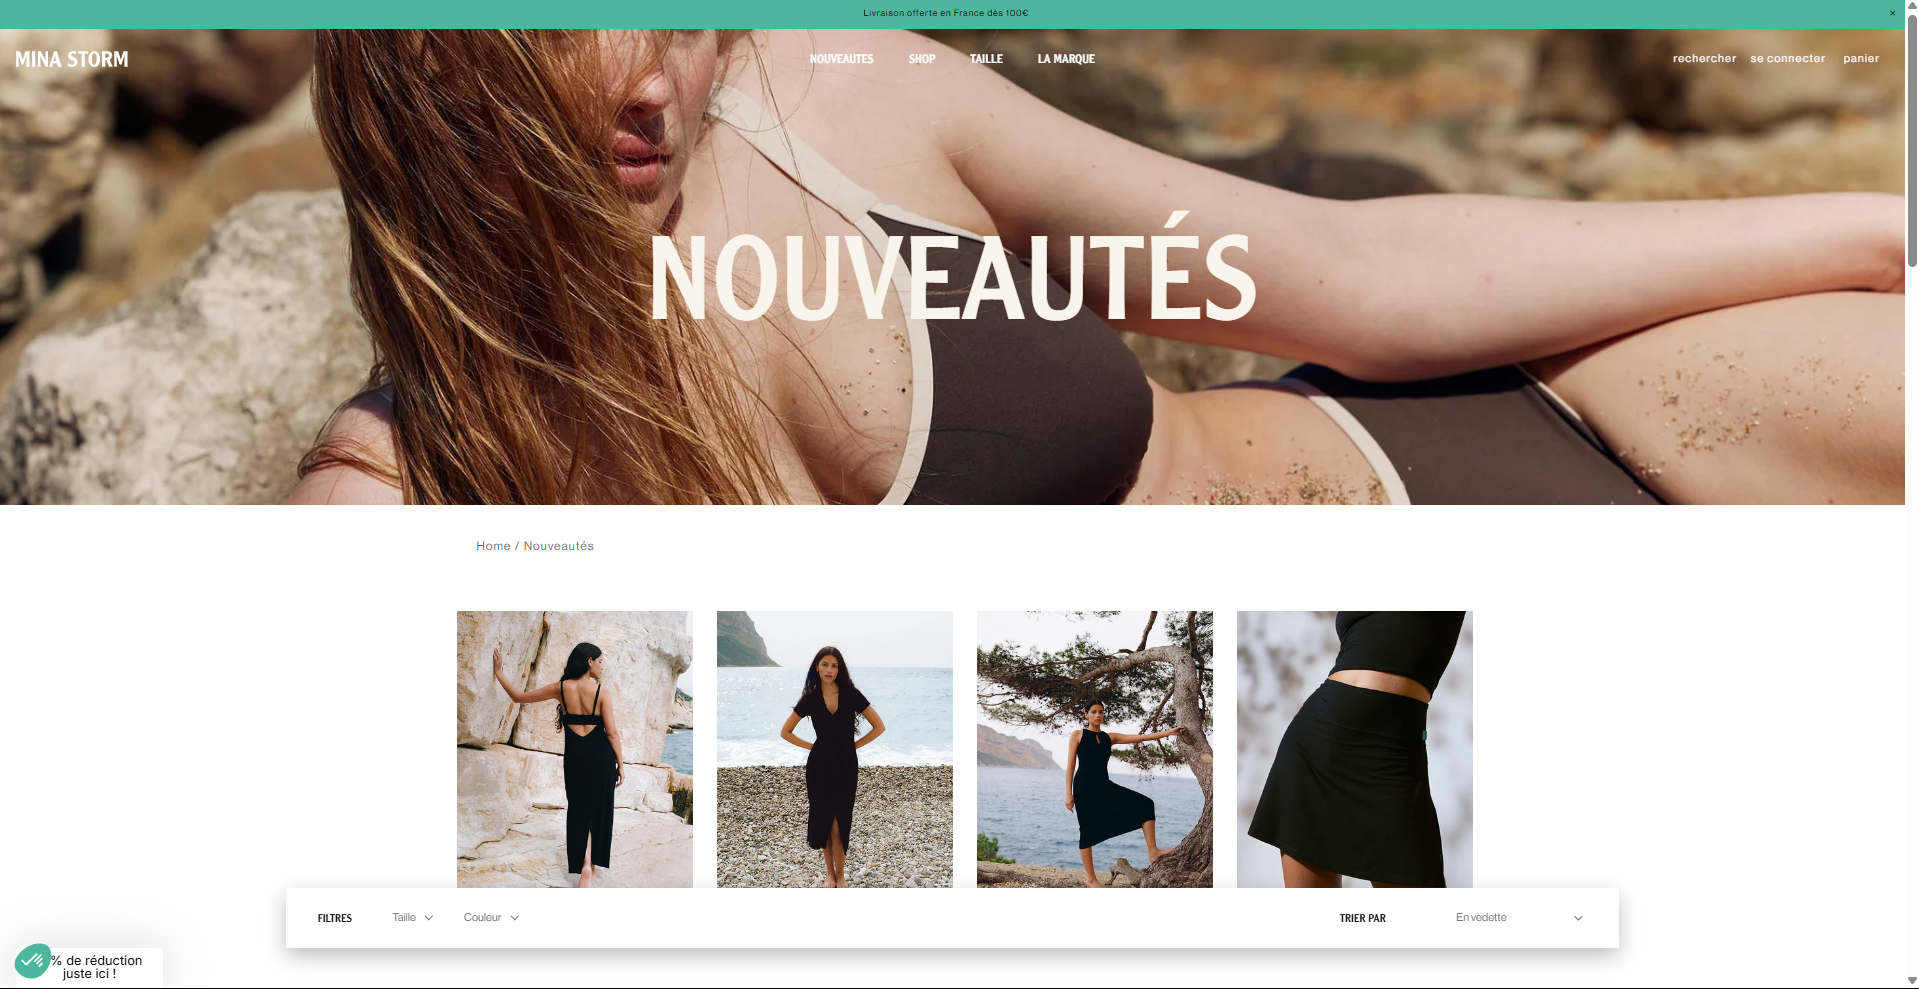 Livraison offerte en France dès 100€
×
MINA STORM
NOUVEAUTES
SHOP
TAILLE
LA MARQUE
rechercher
se connecter
panier
NOUVEAUTÉS
Home / Nouveautés
FILTRES
Taille
Couleur
TRIER PAR
En vedette
% de réduction
juste ici !